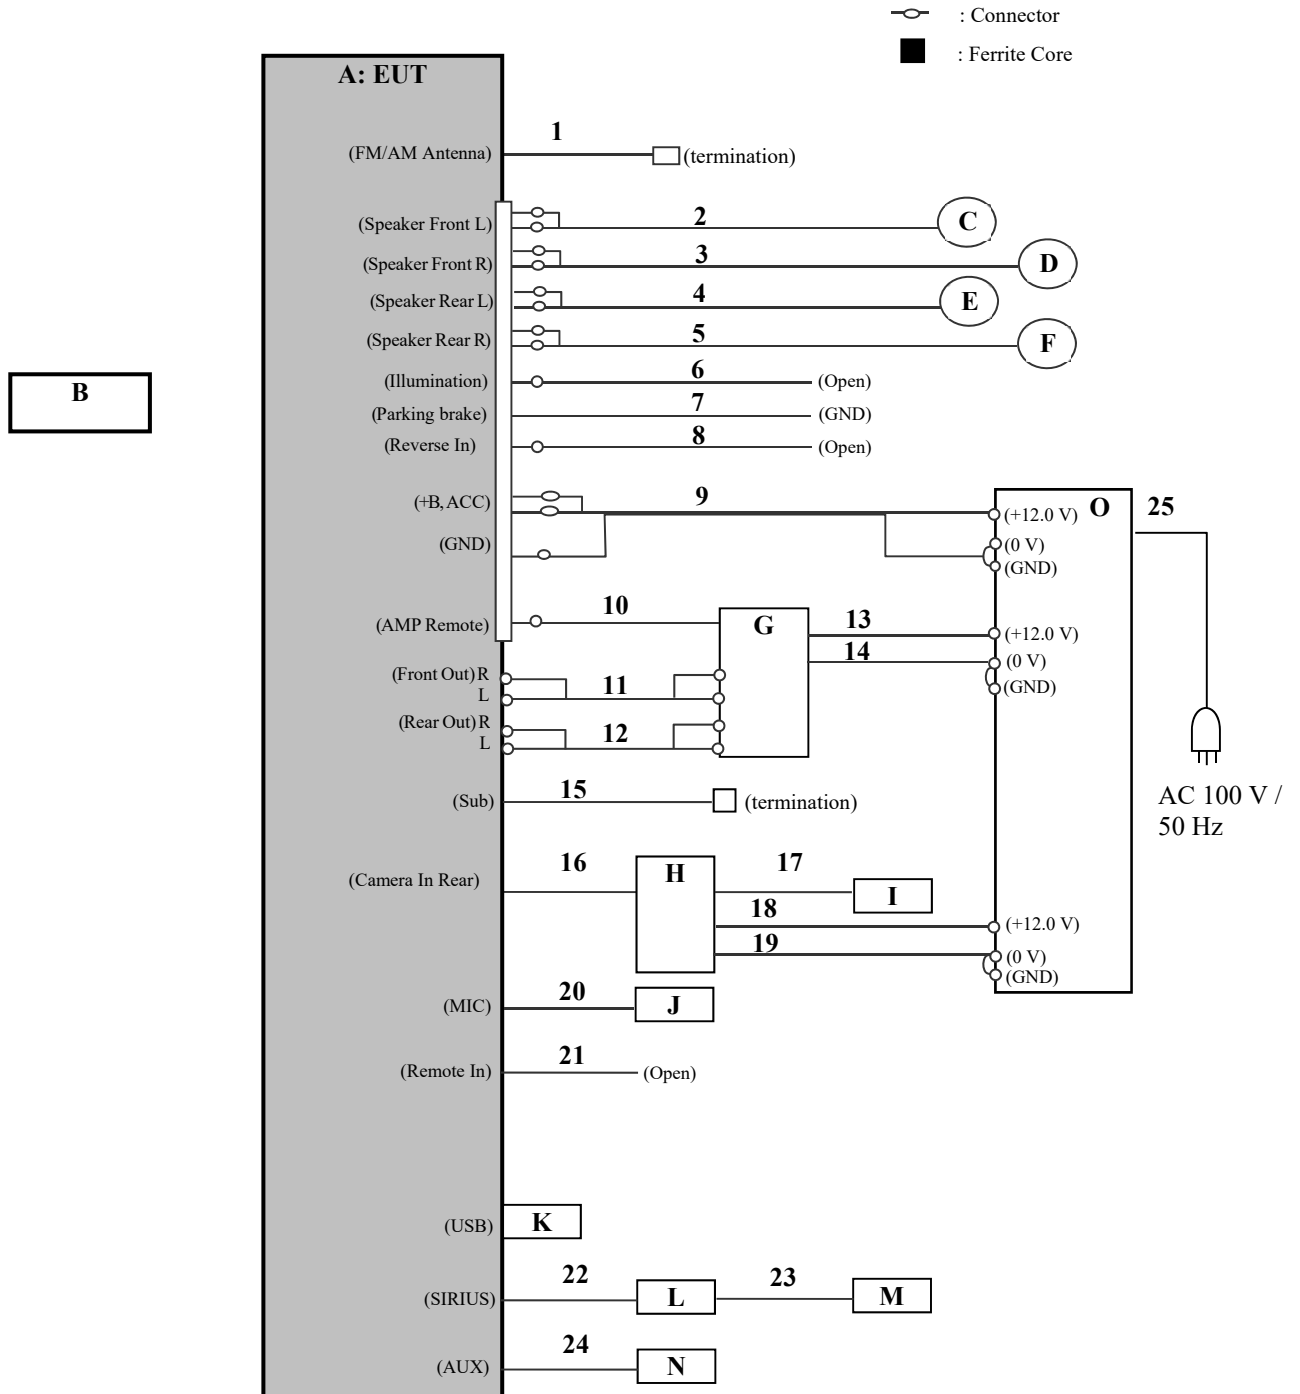 : Connector
: Ferrite Core
A: EUT
1
(FM/AM Antenna)
(termination)
(Speaker Front L)
2
C
(Speaker Front R)
3
D
(Speaker Rear L)
4
E
(Speaker Rear R)
5
F
B
(Illumination)
6
(Open)
(Parking brake)
7
(GND)
(Reverse In)
8
(Open)
(+B, ACC)
9
(+12.0 V)
O
25
(GND)
(0 V)
(GND)
(AMP Remote)
10
G
13
(+12.0 V)
14
(0 V)
(GND)
(Front Out) R
L
11
(Rear Out) R
L
12
(Sub)
15
(termination)
AC 100 V /
50 Hz
(Camera In Rear)
16
H
17
I
18
(+12.0 V)
19
(0 V)
(GND)
(MIC)
20
J
(Remote In)
21
(Open)
(USB)
K
(SIRIUS)
22
L
23
M
(AUX)
24
N